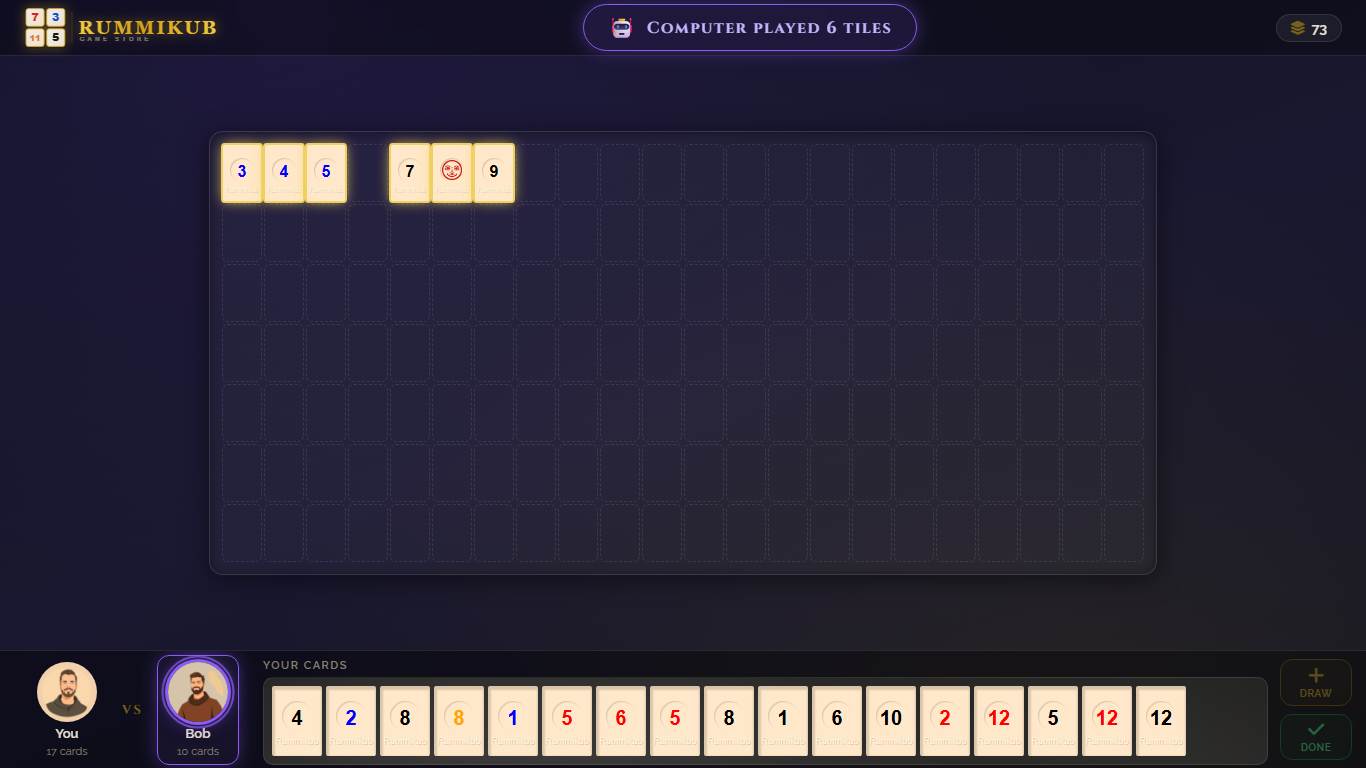 7 3
11 5
RUMMIKUB
GAME STORE
Computer played 6 tiles
73
3 4 5 7 9
YOUR CARDS
4 2 8 8 1 5 6 5 8 1 6 10 2 12 5 12 12
You
17 cards
VS
Bob
10 cards
DRAW
DONE